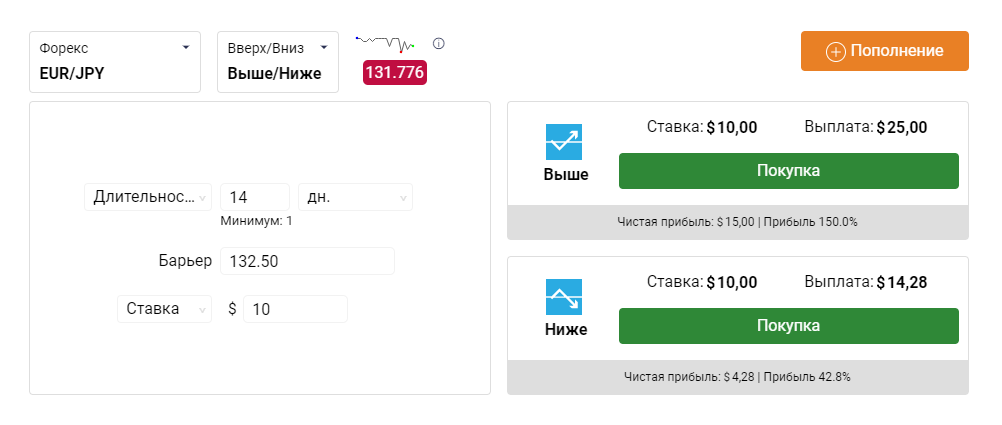 Форекс
EUR/JPY
Вверх/Вниз
Выше/Ниже
131.776
Пополнение
Длительнос...
14
дн.
Минимум: 1
Барьер
132.50
Ставка
$
10
Выше
Ставка: $10,00
Выплата: $25,00
Покупка
Чистая прибыль: $15,00 | Прибыль 150.0%
Ниже
Ставка: $10,00
Выплата: $14,28
Покупка
Чистая прибыль: $4,28 | Прибыль 42.8%